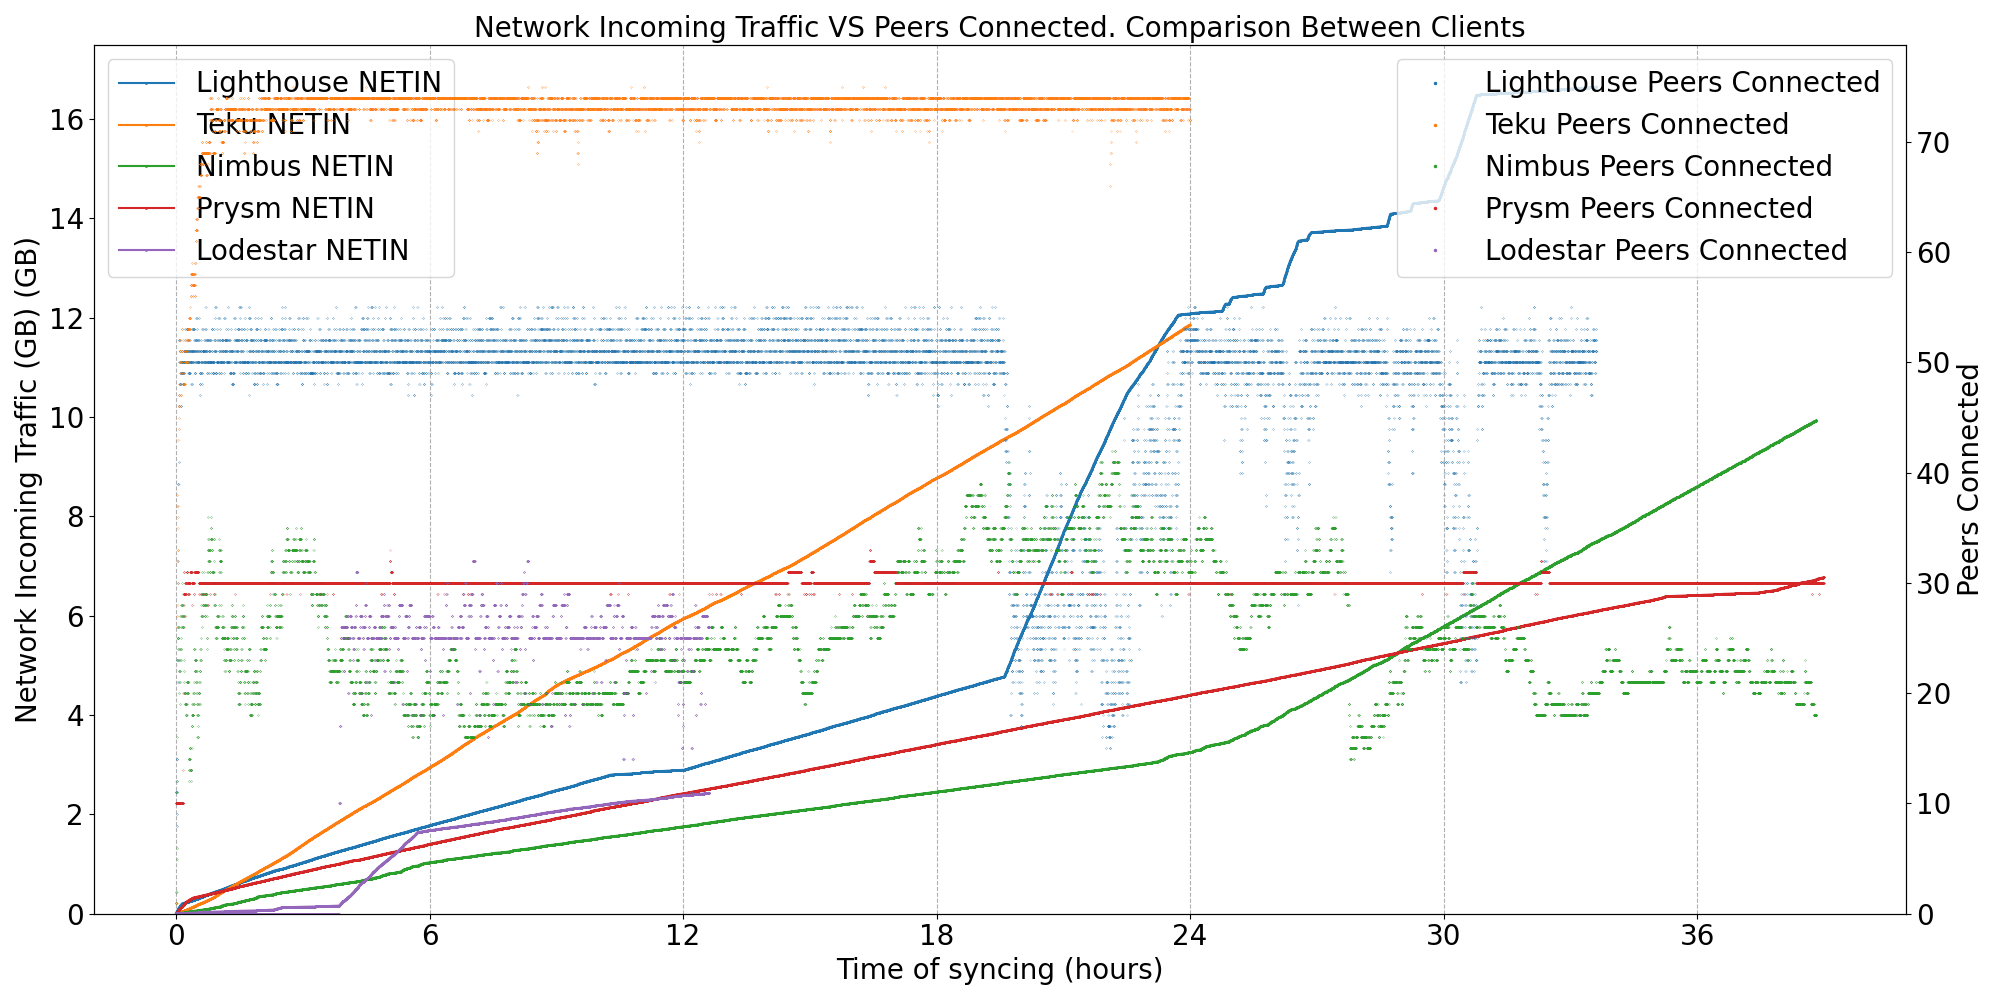 Network Incoming Traffic VS Peers Connected. Comparison Between Clients
Lighthouse NETIN
Teku NETIN
Nimbus NETIN
Prysm NETIN
Lodestar NETIN
Lighthouse Peers Connected
Teku Peers Connected
Nimbus Peers Connected
Prysm Peers Connected
Lodestar Peers Connected
Network Incoming Traffic (GB) (GB)
16
14
12
10
8
6
4
2
0
Peers Connected
70
60
50
40
30
20
10
0
0 6 12 18 24 30 36
Time of syncing (hours)